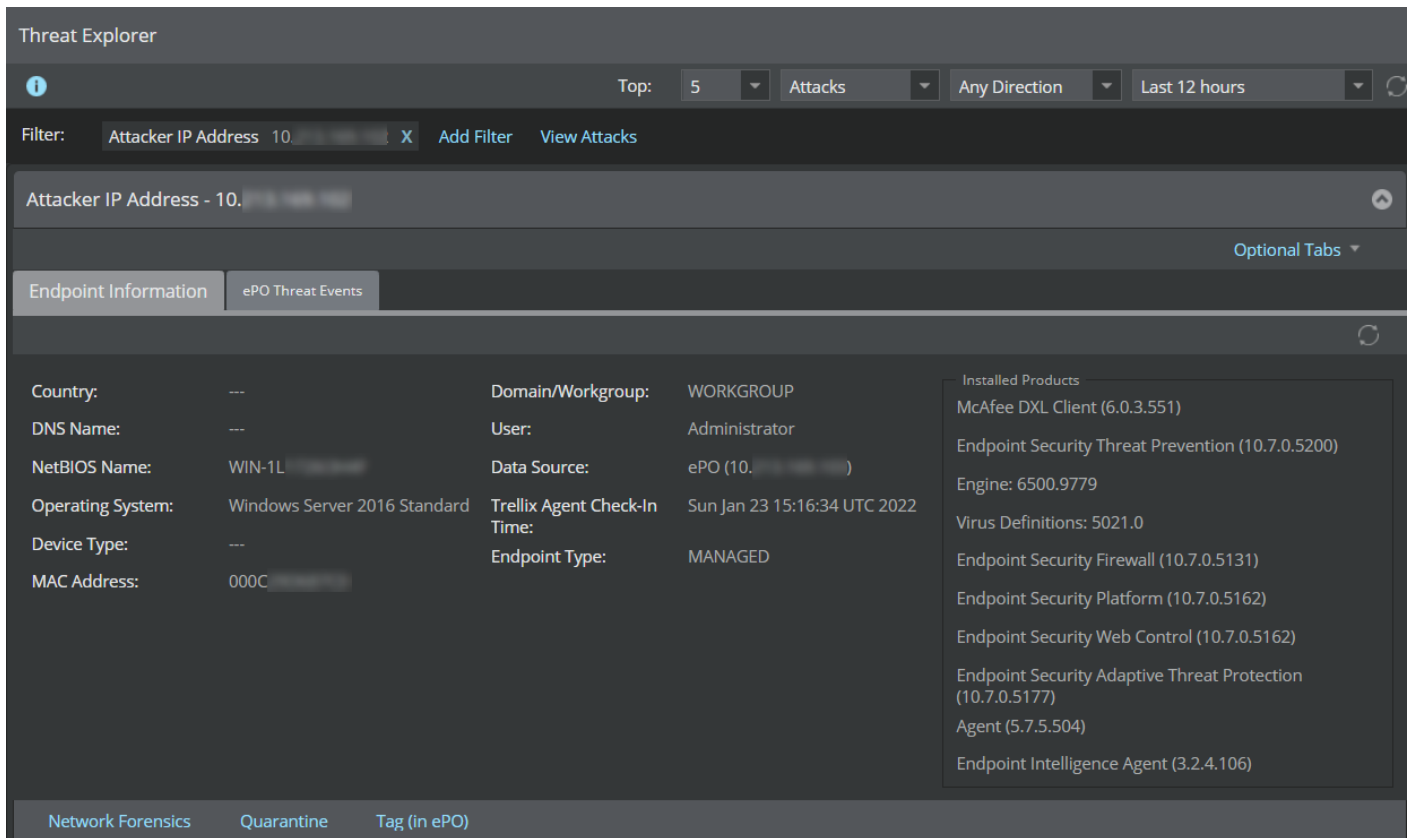 Threat Explorer
Top: 5 Attacks Any Direction Last 12 hours
Filter: Attacker IP Address 10. X Add Filter View Attacks
Attacker IP Address - 10.
Optional Tabs
Endpoint Information ePO Threat Events
Country: ---
DNS Name: ---
NetBIOS Name: WIN-1L
Operating System: Windows Server 2016 Standard
Device Type: ---
MAC Address: 000C
Domain/Workgroup: WORKGROUP
User: Administrator
Data Source: ePO (10. )
Trellix Agent Check-In Sun Jan 23 15:16:34 UTC 2022
Time:
Endpoint Type: MANAGED
Installed Products
McAfee DXL Client (6.0.3.551)
Endpoint Security Threat Prevention (10.7.0.5200)
Engine: 6500.9779
Virus Definitions: 5021.0
Endpoint Security Firewall (10.7.0.5131)
Endpoint Security Platform (10.7.0.5162)
Endpoint Security Web Control (10.7.0.5162)
Endpoint Security Adaptive Threat Protection
(10.7.0.5177)
Agent (5.7.5.504)
Endpoint Intelligence Agent (3.2.4.106)
Network Forensics Quarantine Tag (in ePO)